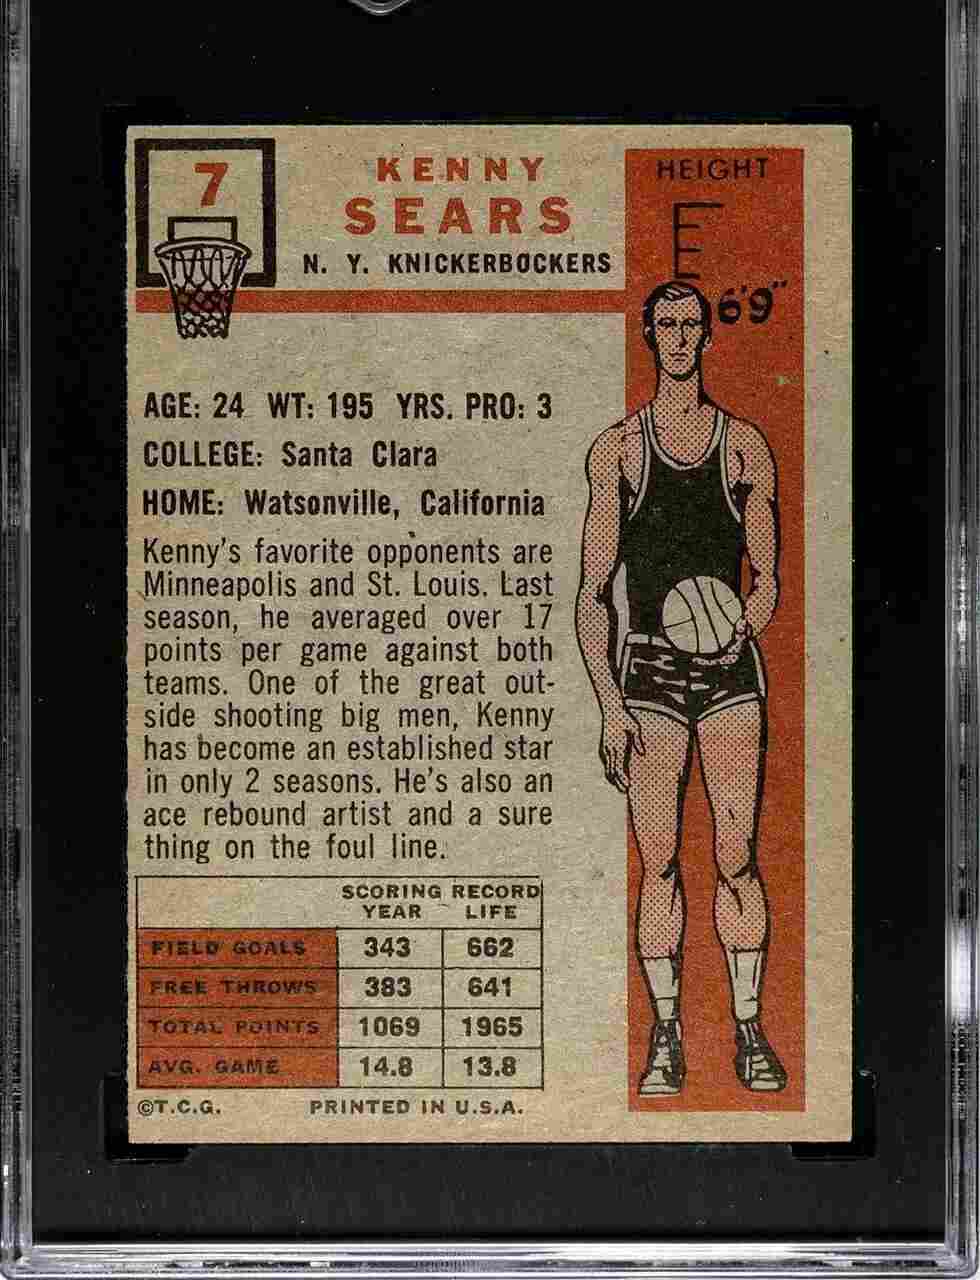 7
KENNY
SEARS
N. Y. KNICKERBOCKERS
HEIGHT
6'9"
AGE: 24 WT: 195 YRS. PRO: 3
COLLEGE: Santa Clara
HOME: Watsonville, California
Kenny's favorite opponents are
Minneapolis and St. Louis. Last
season, he averaged over 17
points per game against both
teams. One of the great out-
side shooting big men, Kenny
has become an established star
in only 2 seasons. He's also an
ace rebound artist and a sure
thing on the foul line.
SCORING RECORD
YEAR LIFE
FIELD GOALS 343 662
FREE THROWS 383 641
TOTAL POINTS 1069 1965
AVG. GAME 14.8 13.8
©T.C.G. PRINTED IN U.S.A.